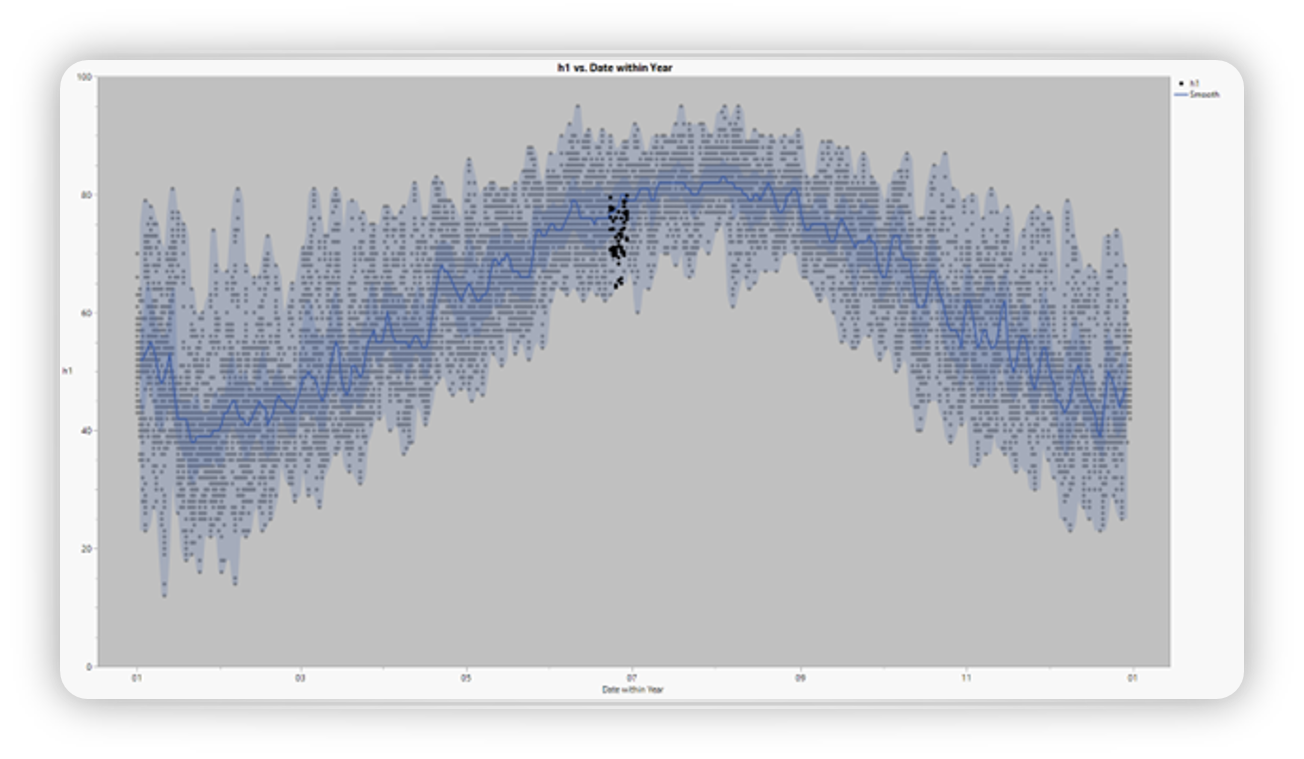 h1 vs. Date within Year
100
80
60
40
20
0
h1
01 03 05 07 09 11 01
Date within Year
h1
Smooth